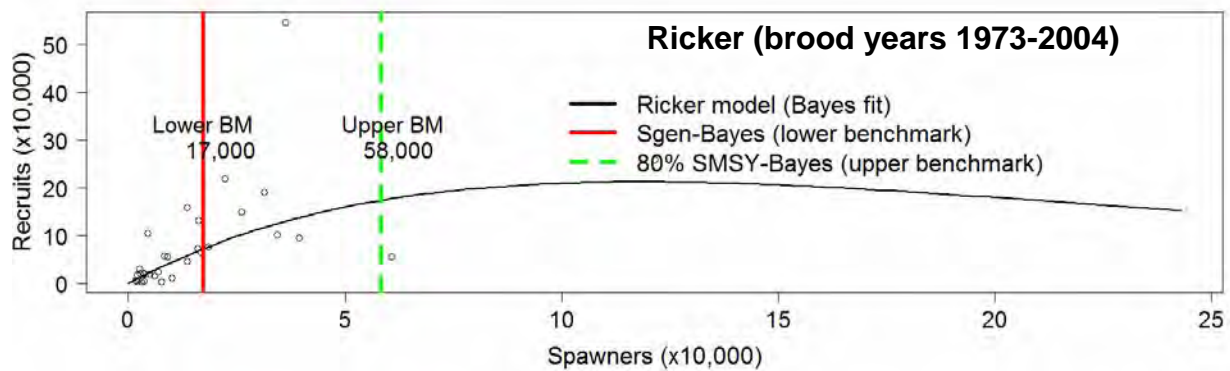 Ricker (brood years 1973-2004)
Recruits (x10,000)
50
40
30
20
10
0
Lower BM
17,000
Upper BM
58,000
Ricker model (Bayes fit)
Sgen-Bayes (lower benchmark)
80% SMSY-Bayes (upper benchmark)
0 5 10 15 20 25
Spawners (x10,000)